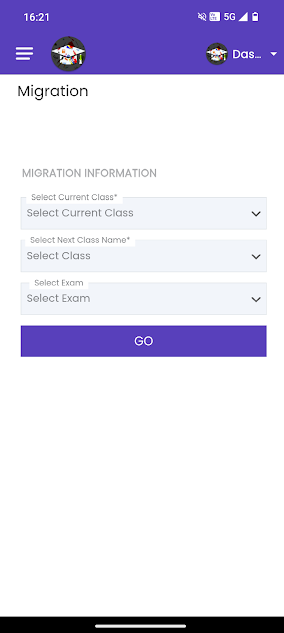 16:21
5G
Das...
Migration
MIGRATION INFORMATION
Select Current Class*
Select Current Class
Select Next Class Name*
Select Class
Select Exam
Select Exam
GO